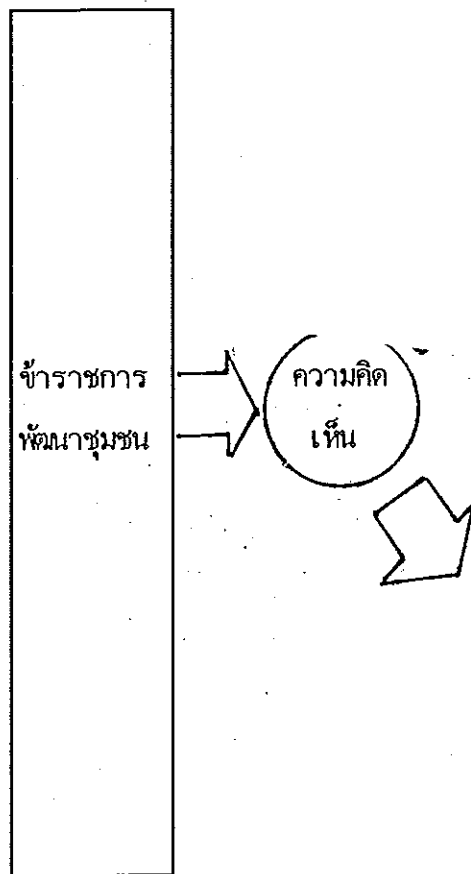 ข้าราชการ
พัฒนาชุมชน
ความคิด
เห็น